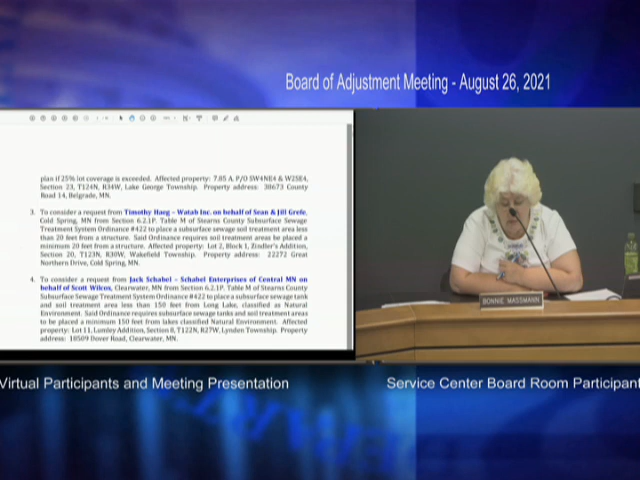 Board of Adjustment Meeting - August 26, 2021
plan if 25% lot coverage is exceeded. Affected property: 7.85 A. P/O SW4NE4 & W2SE4,
Section 23, T124N, R34W, Lake George Township. Property address: 38673 County
Road 14, Belgrade, MN.
3. To consider a request from Timothy Haeg – Watab Inc. on behalf of Sean & Jill Grefe,
Cold Spring, MN from Section 6.2.1P. Table M of Stearns County Subsurface Sewage
Treatment System Ordinance #422 to place a subsurface sewage soil treatment area less
than 20 feet from a structure. Said Ordinance requires soil treatment areas be placed a
minimum 20 feet from a structure. Affected property: Lot 2, Block 1, Zindler's Addition,
Section 20, T123N, R30W, Wakefield Township. Property address: 22272 Great
Northern Drive, Cold Spring, MN.
4. To consider a request from Jack Schabel – Schabel Enterprises of Central MN on
behalf of Scott Wilcox, Clearwater, MN from Section 6.2.1P. Table M of Stearns County
Subsurface Sewage Treatment System Ordinance #422 to place a subsurface sewage tank
and soil treatment area less than 150 feet from Long Lake, classified as Natural
Environment. Said Ordinance requires subsurface sewage tanks and soil treatment areas
to be placed a minimum 150 feet from lakes classified Natural Environment. Affected
property: Lot 11, Lumley Addition, Section 8, T122N, R27W, Lynden Township. Property
address: 18509 Dover Road, Clearwater, MN.
BONNIE MASSMANN
Virtual Participants and Meeting Presentation
Service Center Board Room Participant